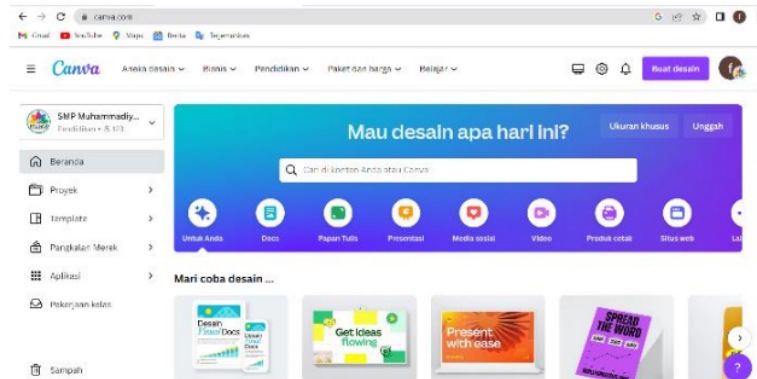 canva.com
Gmail YouTube Maps Berita Terjemahkan
Canva Aneka desain Bisnis Pendidikan Paket dan harga Belajar Buat desain
SMP Muhammadiy...
Pendidikan •
Mau desain apa hari ini?
Ukuran khusus Unggah
Cari di konten Anda atau Canva
Beranda
Proyek
Template
Pangkalan Merek
Aplikasi
Pekerjaan kelas
Sampah
Untuk Anda Docs Papan Tulis Presentasi Media sosial Video Produk cetak Situs web
Mari coba desain ...
Desain
Docs
Get ideas
flowing
Present
with ease
SPREAD
THE WORD
?